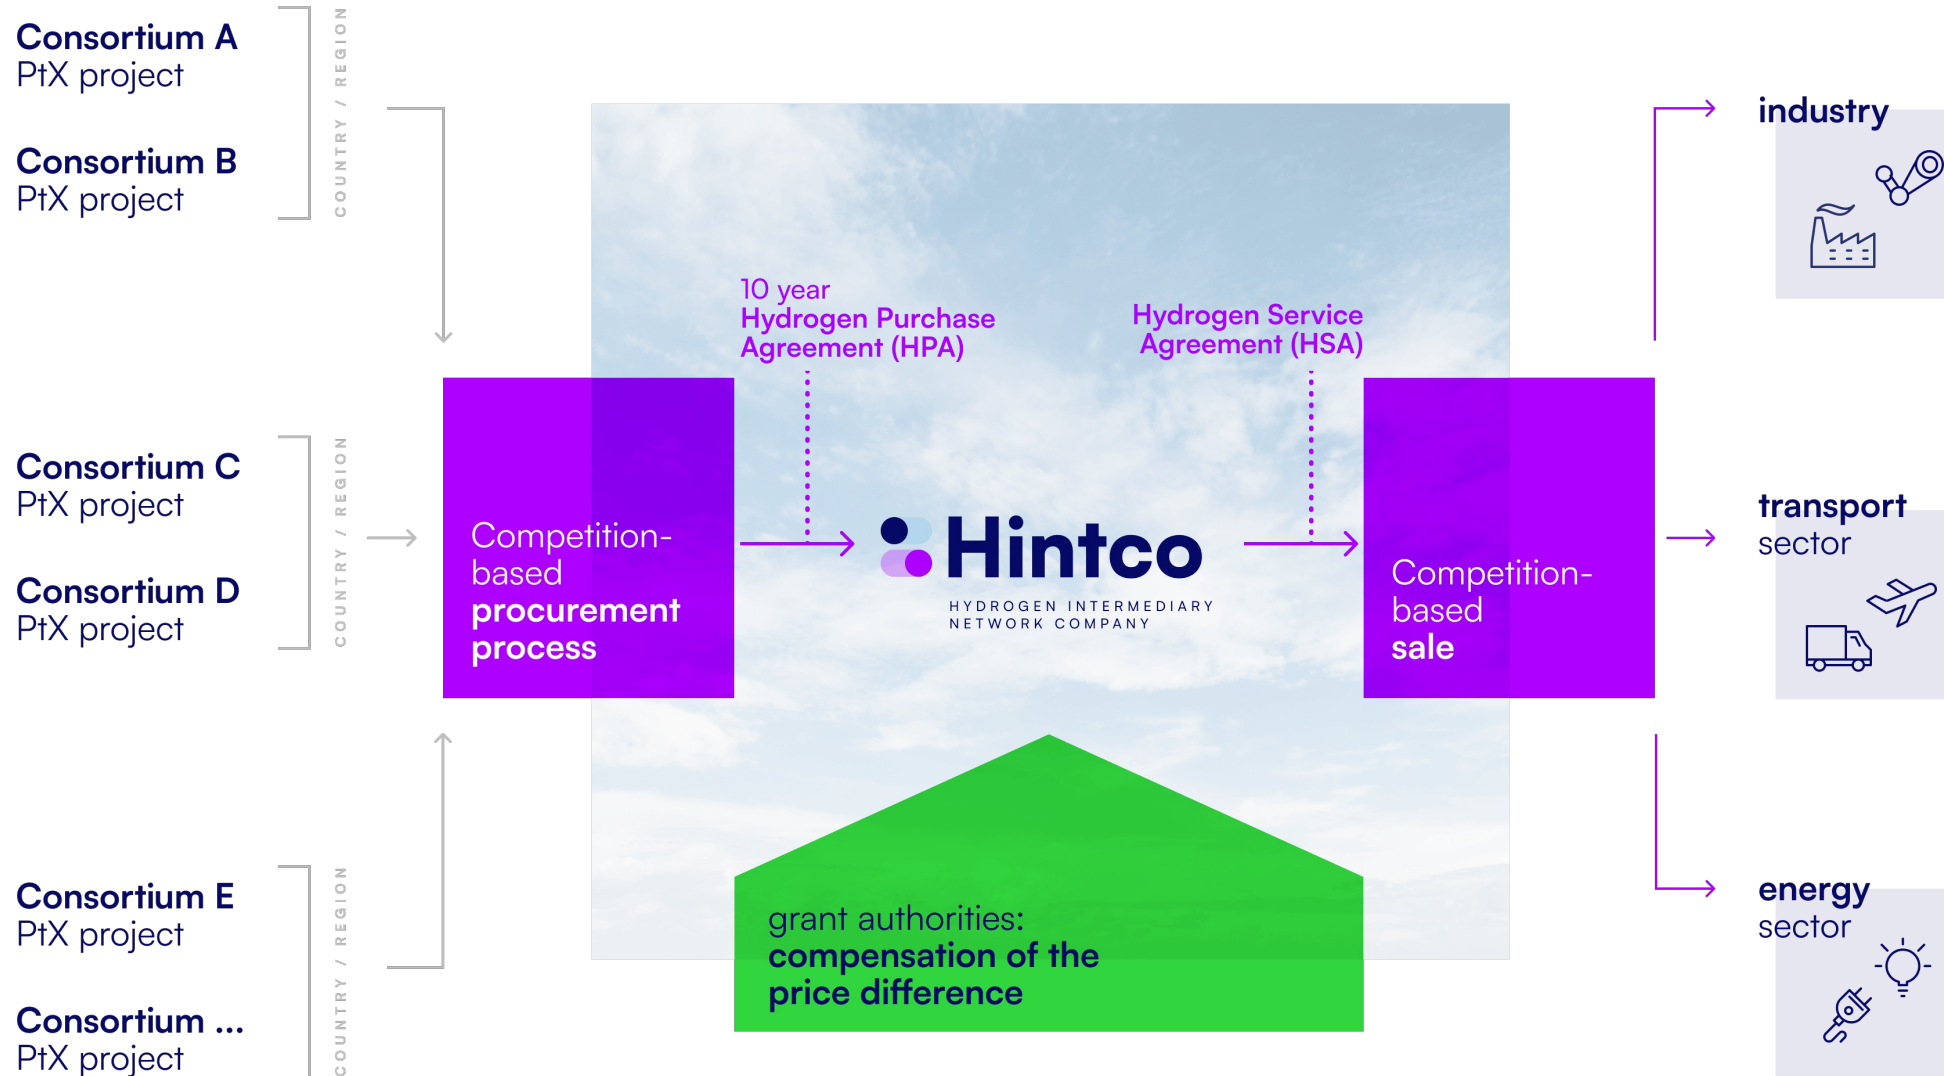 Consortium A
PtX project
Consortium B
PtX project
COUNTRY / REGION
Consortium C
PtX project
Consortium D
PtX project
COUNTRY / REGION
Consortium E
PtX project
Consortium ...
PtX project
COUNTRY / REGION
Competition-
based
procurement
process
10 year
Hydrogen Purchase
Agreement (HPA)
Hintco
HYDROGEN INTERMEDIARY
NETWORK COMPANY
Hydrogen Service
Agreement (HSA)
Competition-
based
sale
grant authorities:
compensation of the
price difference
industry
transport
sector
energy
sector